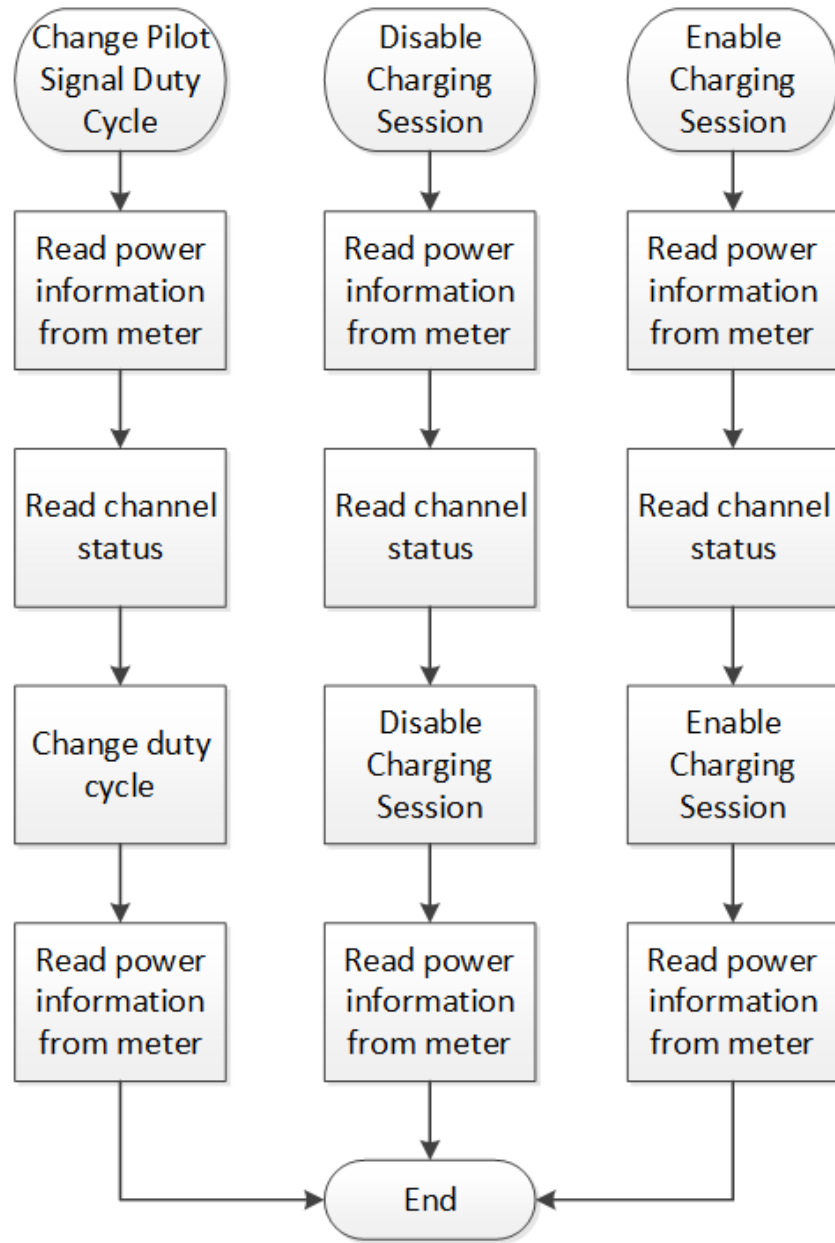 Change Pilot
Signal Duty
Cycle
Disable
Charging
Session
Enable
Charging
Session
Read power
information
from meter
Read power
information
from meter
Read power
information
from meter
Read channel
status
Read channel
status
Read channel
status
Change duty
cycle
Disable
Charging
Session
Enable
Charging
Session
Read power
information
from meter
Read power
information
from meter
Read power
information
from meter
End